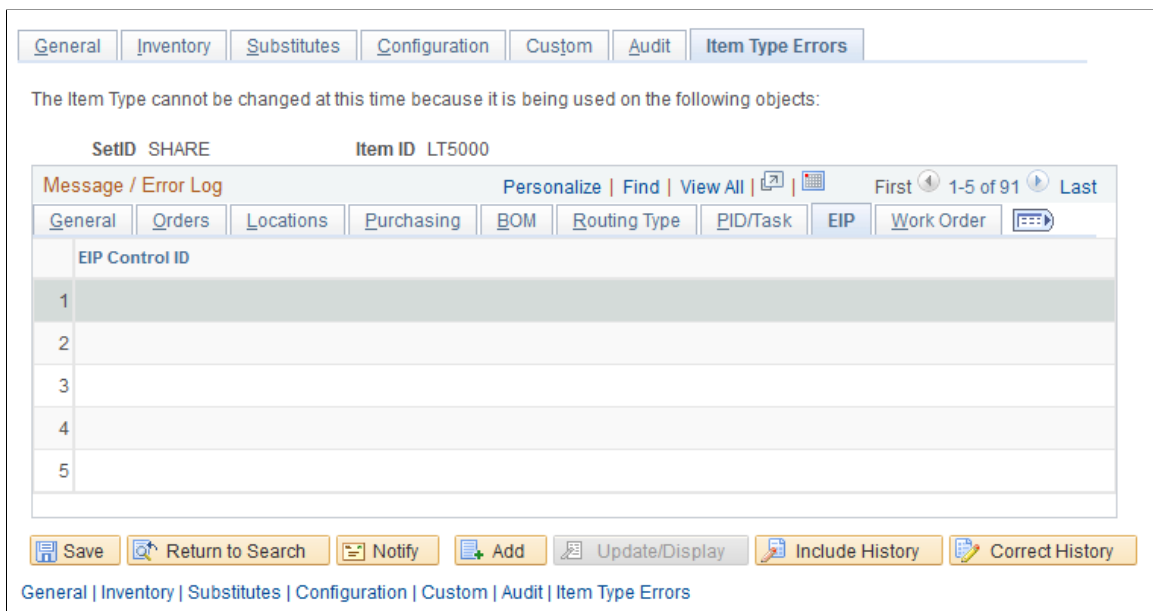 General Inventory Substitutes Configuration Custom Audit Item Type Errors
The Item Type cannot be changed at this time because it is being used on the following objects:
SetID SHARE Item ID LT5000
Message / Error Log Personalize | Find | View All | | First 1-5 of 91 Last
General Orders Locations Purchasing BOM Routing Type PID/Task EIP Work Order
EIP Control ID
1
2
3
4
5
Save Return to Search Notify Add Update/Display Include History Correct History
General | Inventory | Substitutes | Configuration | Custom | Audit | Item Type Errors